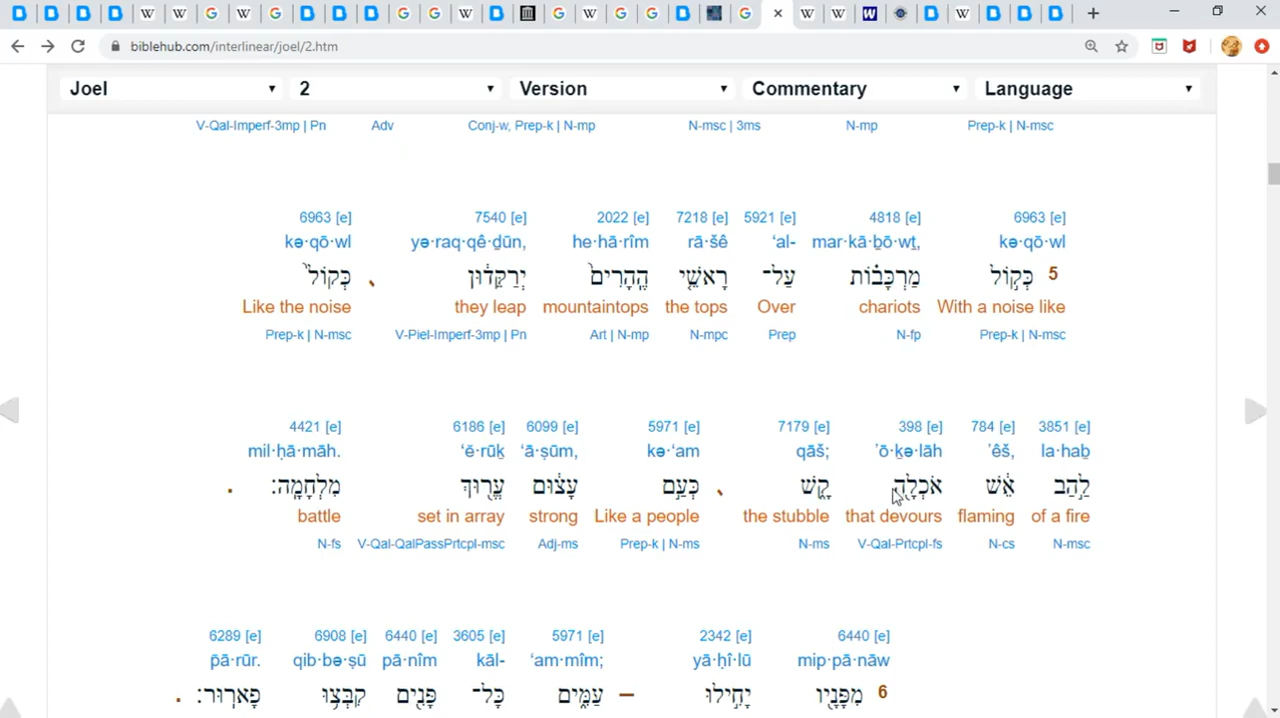 biblehub.com/interlinear/joel/2.htm
Joel 2 Version Commentary Language
V-Qal-Imperf-3mp | Pn Adv Conj-w, Prep-k | N-mp N-msc | 3ms N-mp Prep-k | N-msc
6963 [e] 7540 [e] 2022 [e] 7218 [e] 5921 [e] 4818 [e] 6963 [e]
kə·qō·wl yə·raq·qê·ḏūn, he·hā·rîm rā·šê ‘al- mar·kā·ḇō·wṯ, kə·qō·wl
5 כְּק֣וֹל מַרְכָּב֗וֹת עַל־ רָאשֵׁ֤י הֶֽהָרִים֙ יְרַקֵּד֔וּן ､ כְּקוֹל֙
Like the noise they leap mountaintops the tops Over chariots With a noise like
Prep-k | N-msc V-Piel-Imperf-3mp | Pn Art | N-mp N-mpc Prep N-fp Prep-k | N-msc
4421 [e] 6186 [e] 6099 [e] 5971 [e] 7179 [e] 398 [e] 784 [e] 3851 [e]
mil·ḥā·māh. ‘ĕ·rūḵ ‘ā·ṣūm, kə·‘am qāš; ’ō·ḵə·lāh ’êš, la·haḇ
לַ֣הַב אֵ֔שׁ אֹכְלָ֖ה קָ֑שׁ ､ כְּעַ֣ם עָצ֔וּם עֱר֖וּךְ מִלְחָמָֽה׃ .
battle set in array strong Like a people the stubble that devours flaming of a fire
N-fs V-Qal-QalPassPrtcpl-msc Adj-ms Prep-k | N-ms N-ms V-Qal-Prtcpl-fs N-cs N-msc
6289 [e] 6908 [e] 6440 [e] 3605 [e] 5971 [e] 2342 [e] 6440 [e]
p̄ā·rūr. qib·bə·ṣū pā·nîm kāl- ‘am·mîm; yā·ḥî·lū mip·pā·nāw
6 מִפָּנָ֖יו יָחִ֣ילוּ – עַמִּ֑ים כָּל־ פָּנִ֖ים קִבְּצ֥וּ פָארֽוּר׃ .